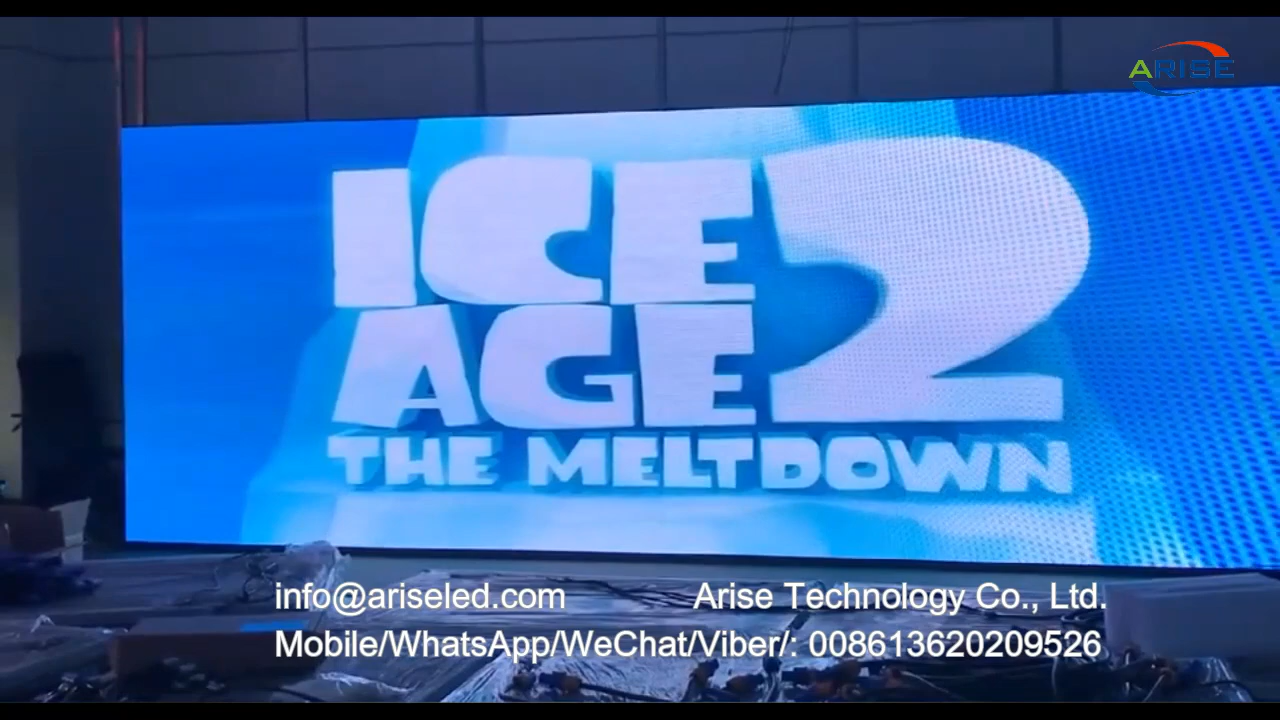 ARISE
ICE
AGE 2
THE MELTDOWN
info@ariseled.com Arise Technology Co., Ltd.
Mobile/WhatsApp/WeChat/Viber/: 008613620209526